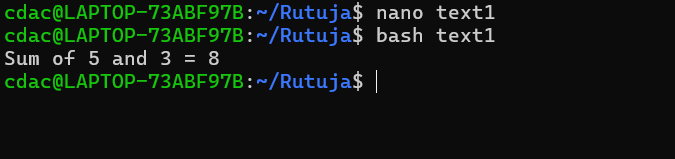 cdac@LAPTOP-73ABF97B:~/Rutuja$ nano text1
cdac@LAPTOP-73ABF97B:~/Rutuja$ bash text1
Sum of 5 and 3 = 8
cdac@LAPTOP-73ABF97B:~/Rutuja$